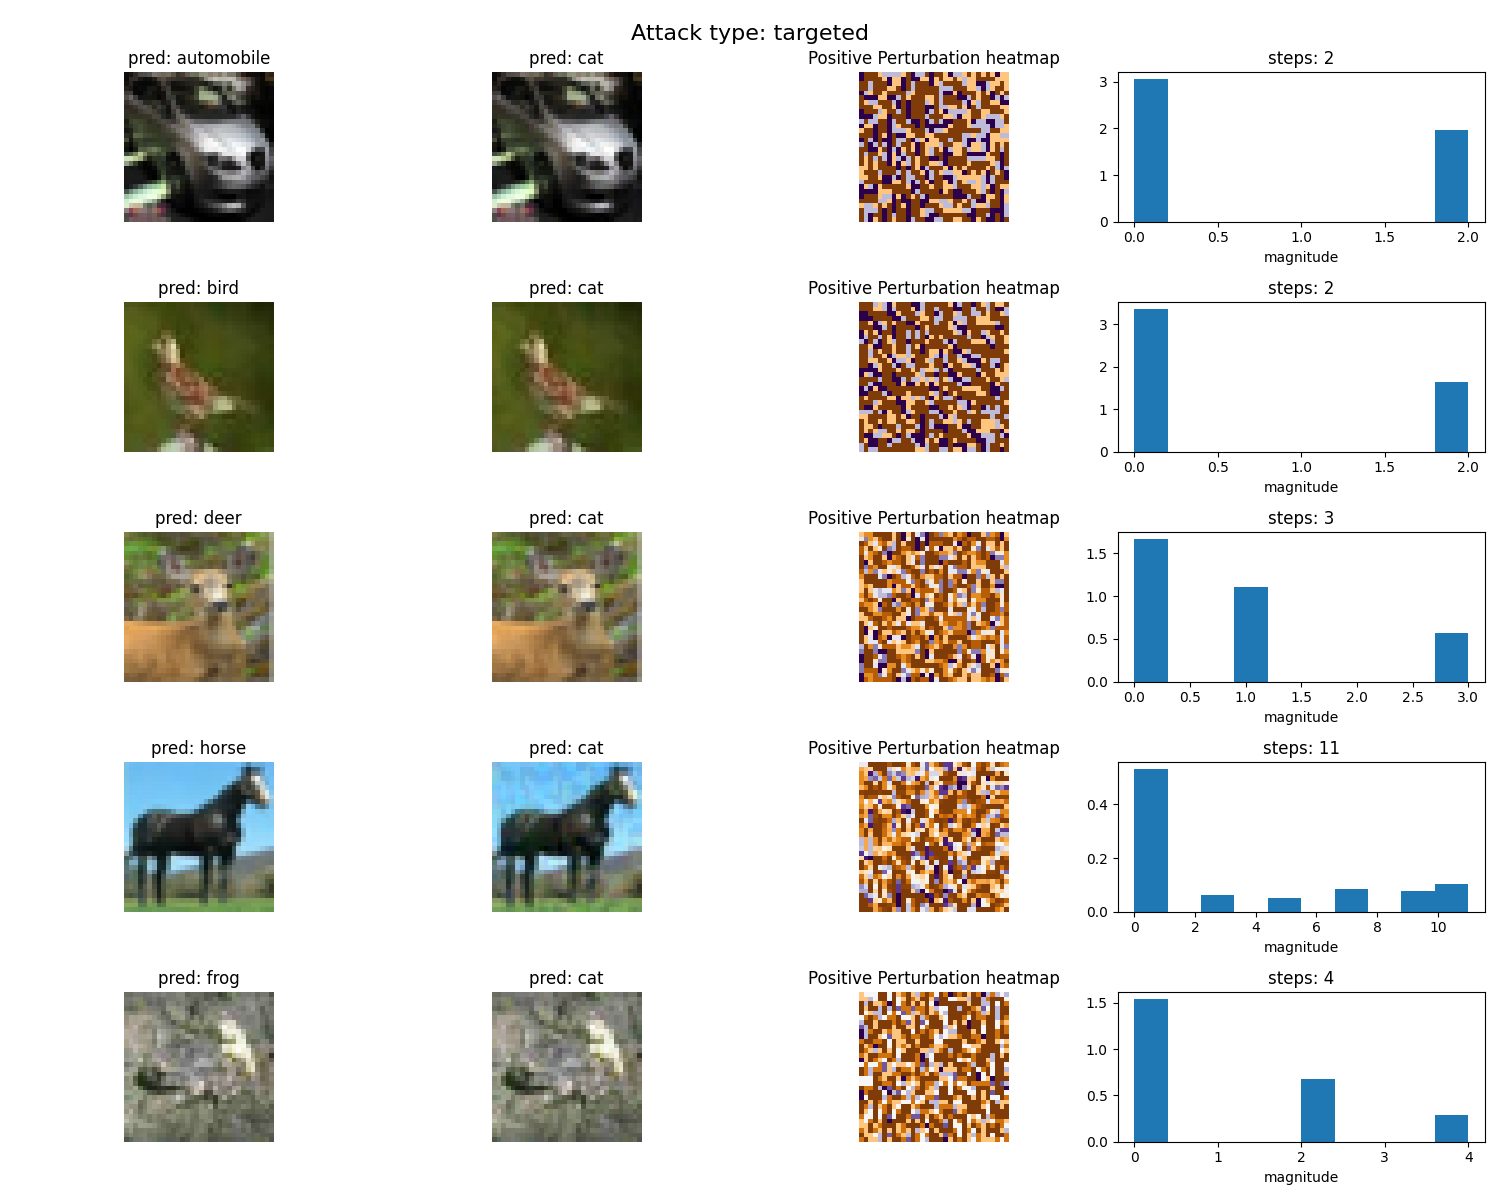 Attack type: targeted
pred: automobile pred: cat Positive Perturbation heatmap steps: 2
3
2
1
0
0.0 0.5 1.0 1.5 2.0
magnitude
pred: bird pred: cat Positive Perturbation heatmap steps: 2
3
2
1
0
0.0 0.5 1.0 1.5 2.0
magnitude
pred: deer pred: cat Positive Perturbation heatmap steps: 3
1.5
1.0
0.5
0.0
0.0 0.5 1.0 1.5 2.0 2.5 3.0
magnitude
pred: horse pred: cat Positive Perturbation heatmap steps: 11
0.4
0.2
0.0
0 2 4 6 8 10
magnitude
pred: frog pred: cat Positive Perturbation heatmap steps: 4
1.5
1.0
0.5
0.0
0 1 2 3 4
magnitude